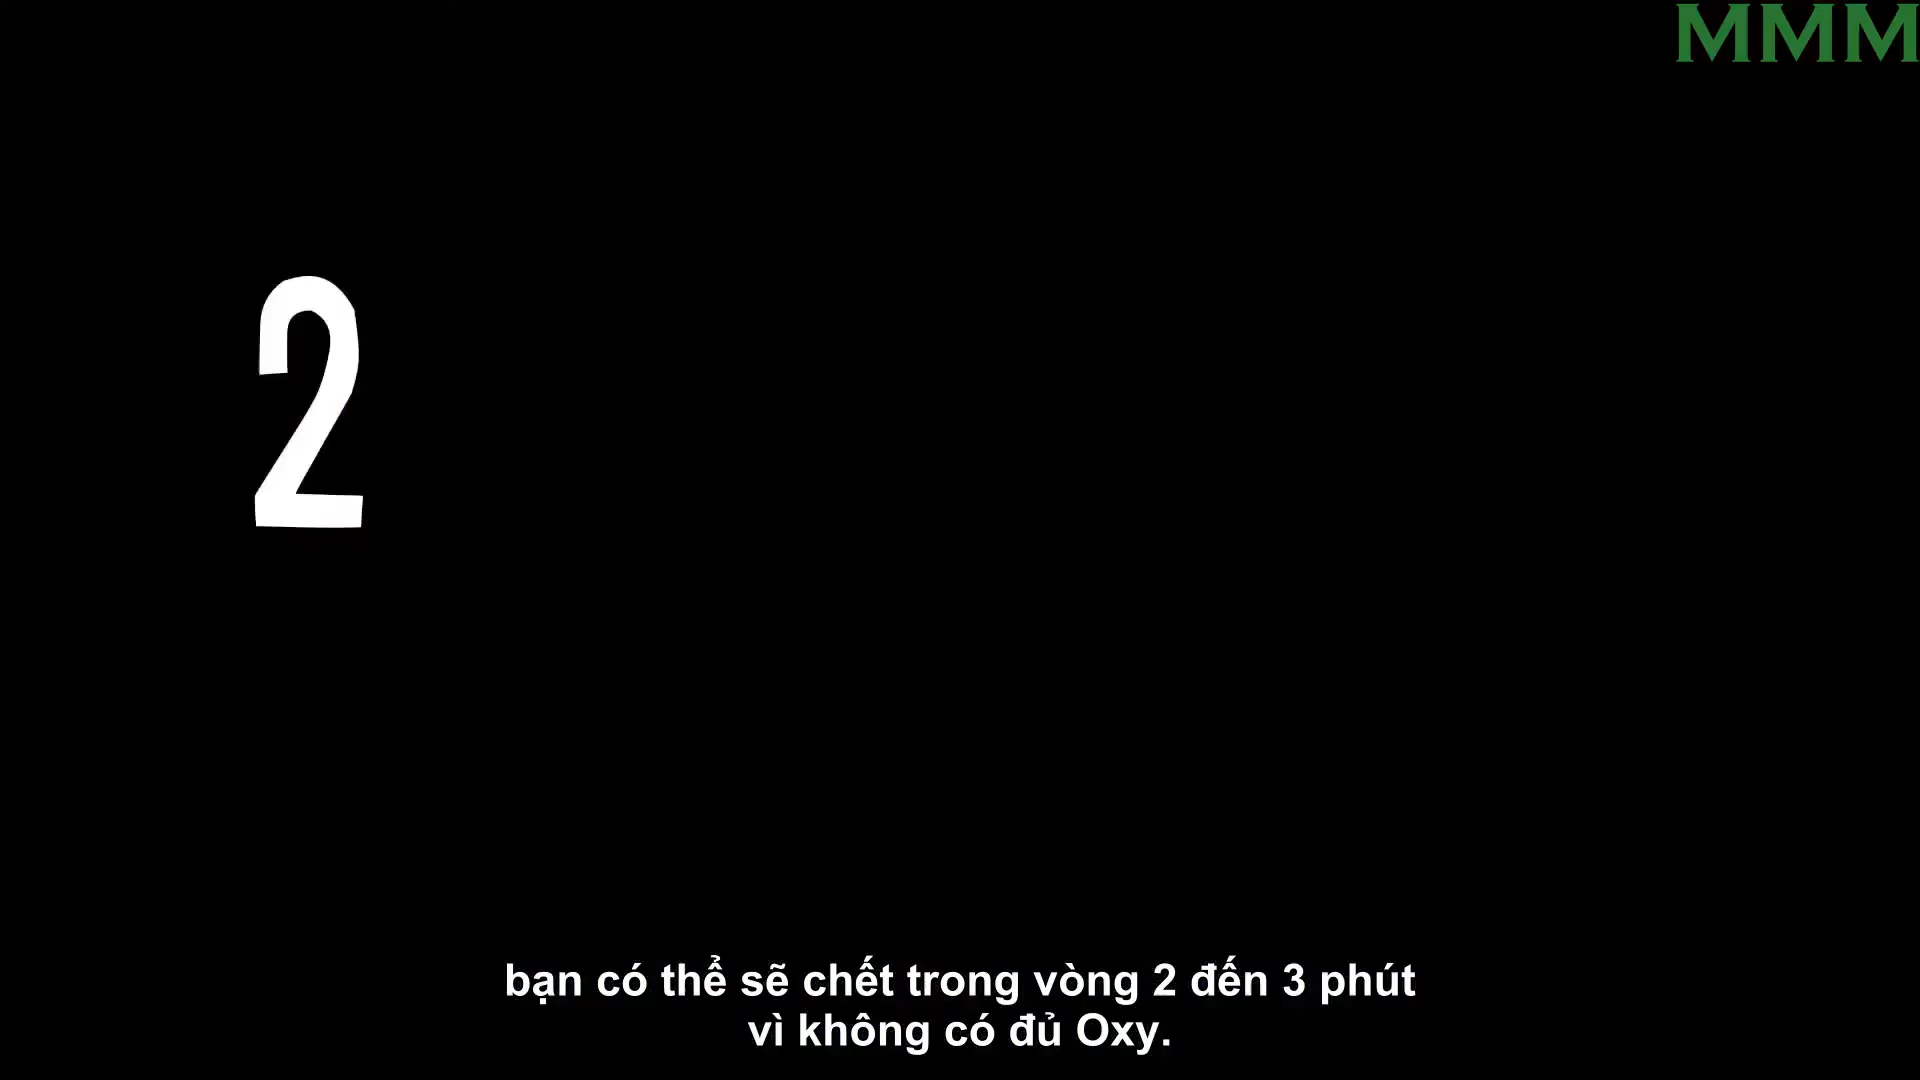 MMM
2
bạn có thể sẽ chết trong vòng 2 đến 3 phút
vì không có đủ Oxy.